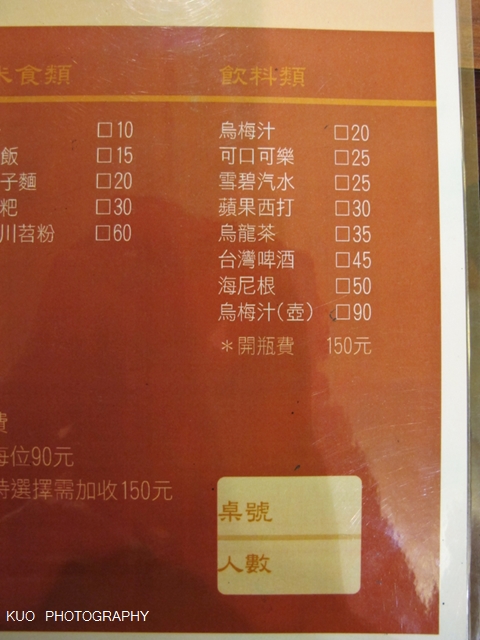 食類
□10
飯 □15
子麵 □20
粑 □30
川苕粉 □60
飲料類
烏梅汁 □20
可口可樂 □25
雪碧汽水 □25
蘋果西打 □30
烏龍茶 □35
台灣啤酒 □45
海尼根 □50
烏梅汁(壺) □90
＊開瓶費 150元
費
每位90元
時選擇需加收150元
桌號
人數
KUO PHOTOGRAPHY